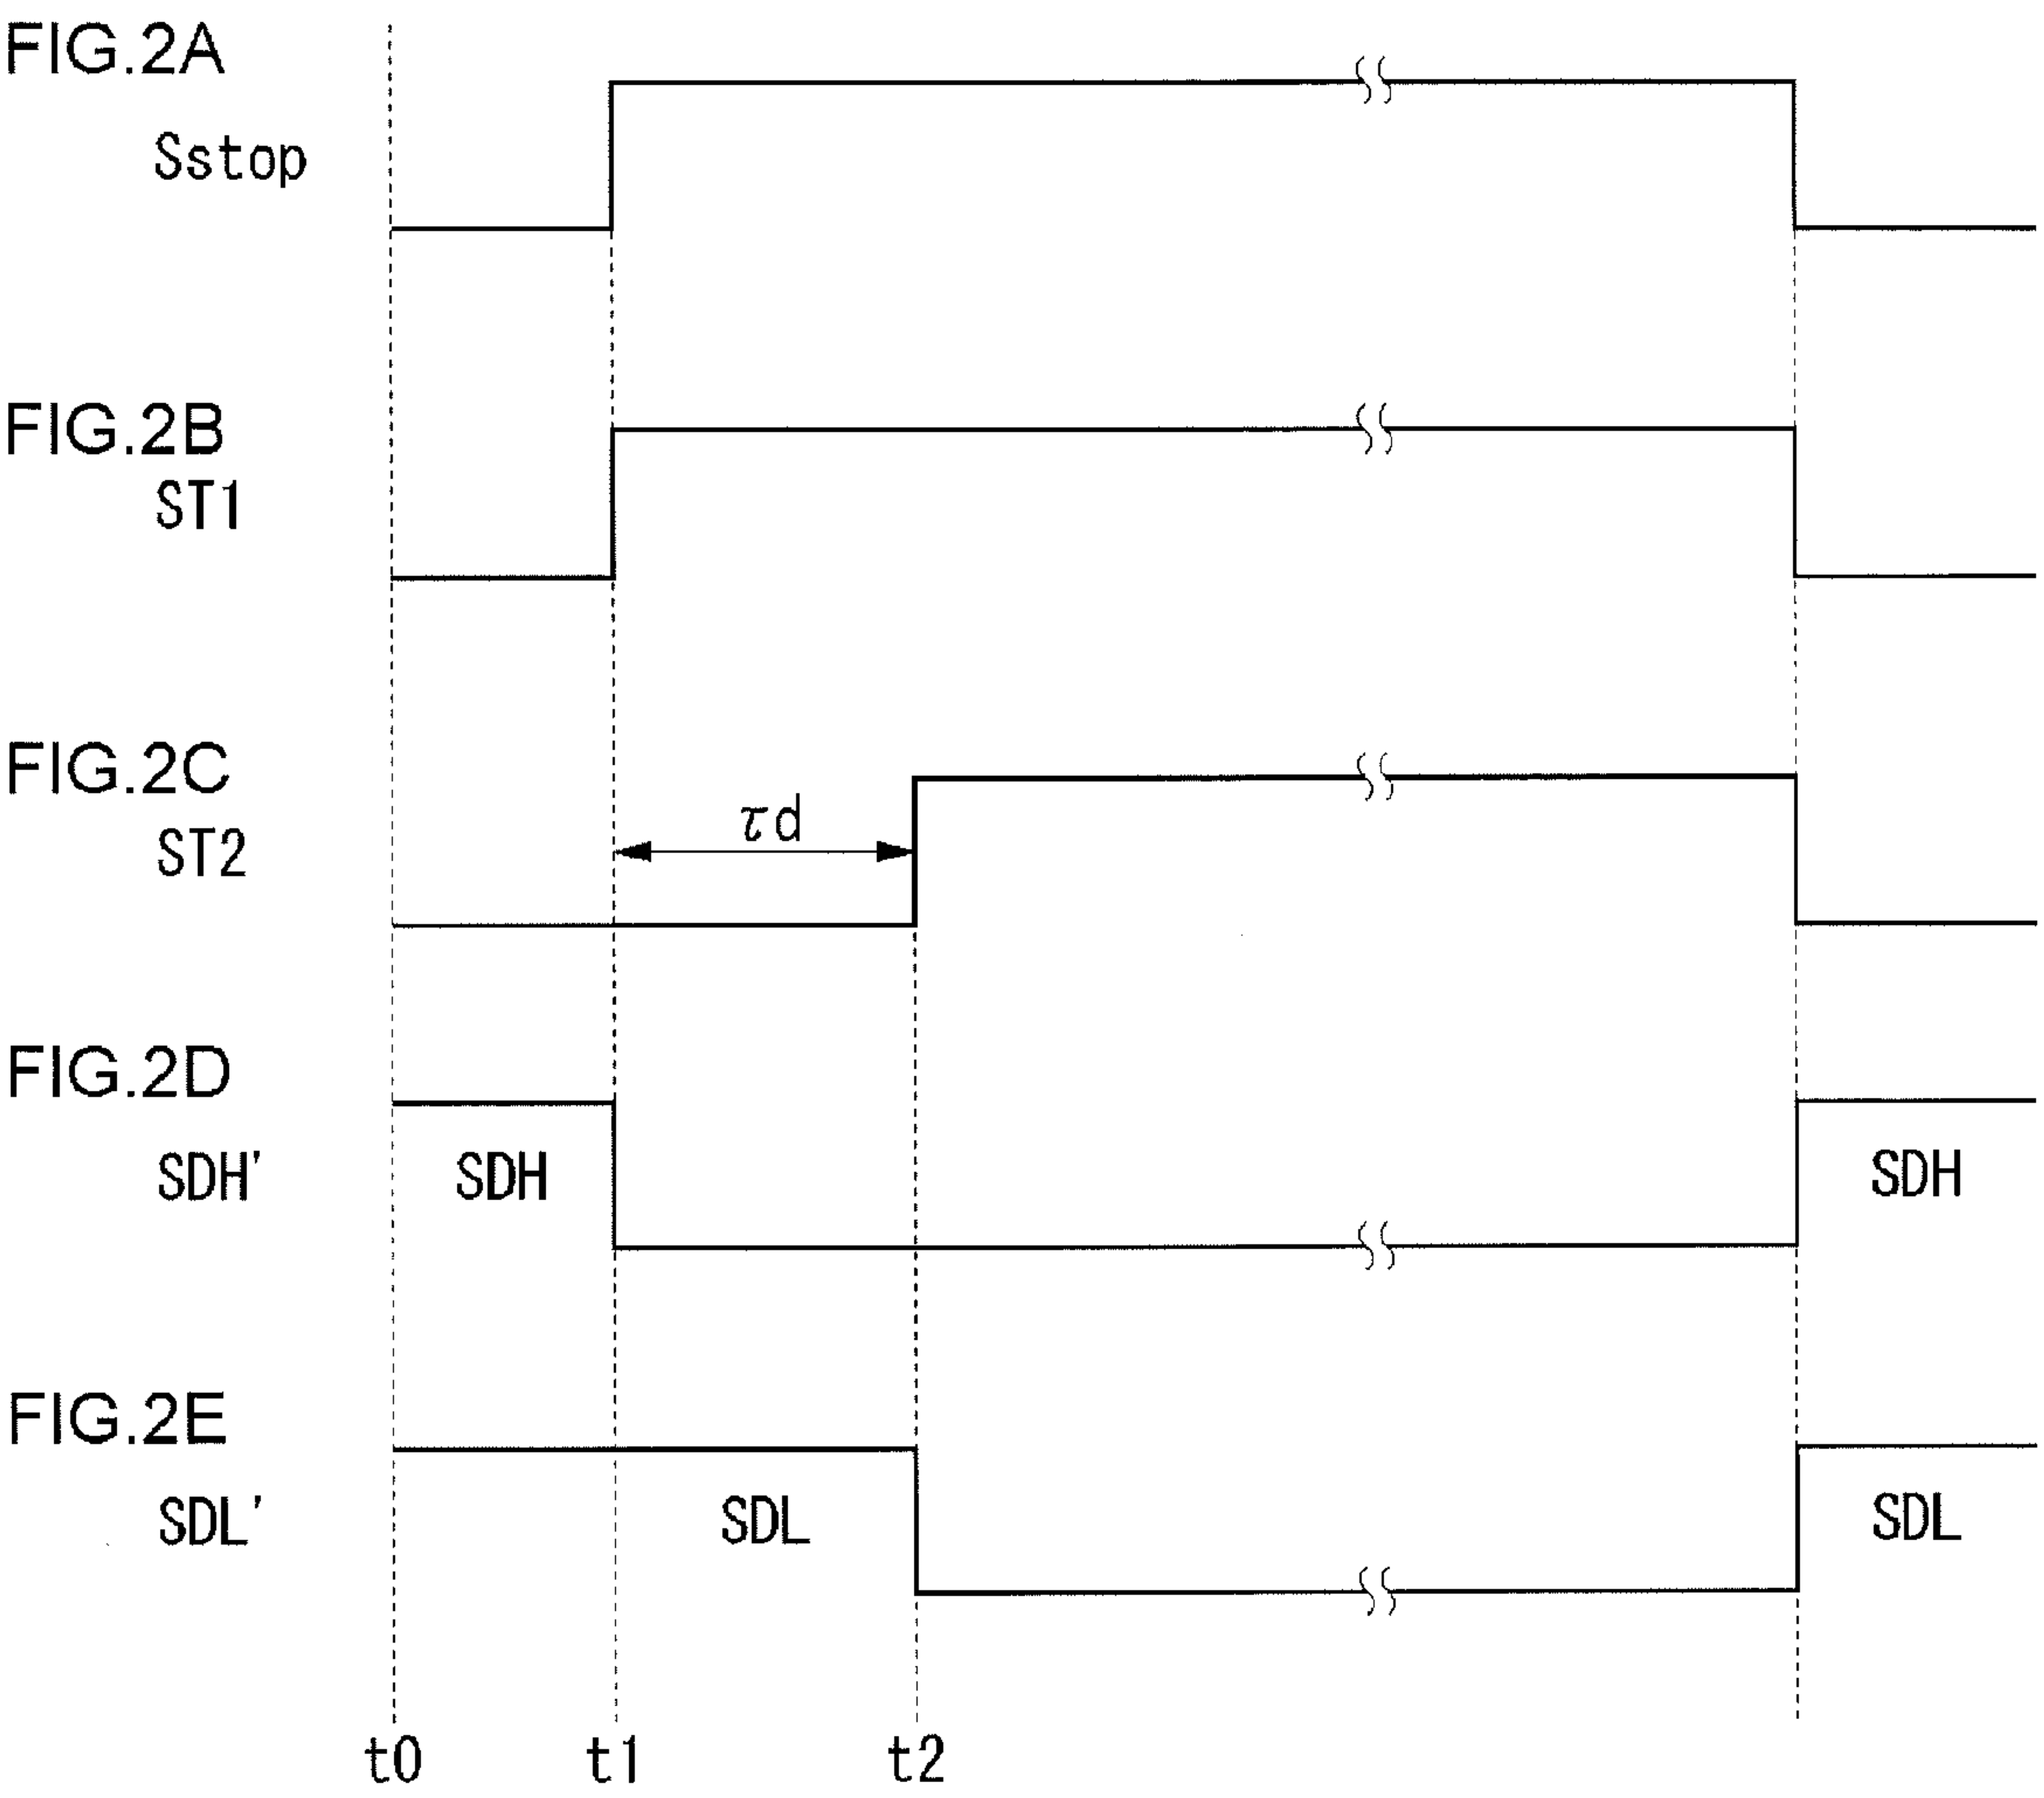 FIG.2A
Sstop
FIG.2B
ST1
FIG.2C
τd
ST2
FIG.2D
SDH' SDH SDH
FIG.2E
SDL' SDL SDL
t0 t1 t2